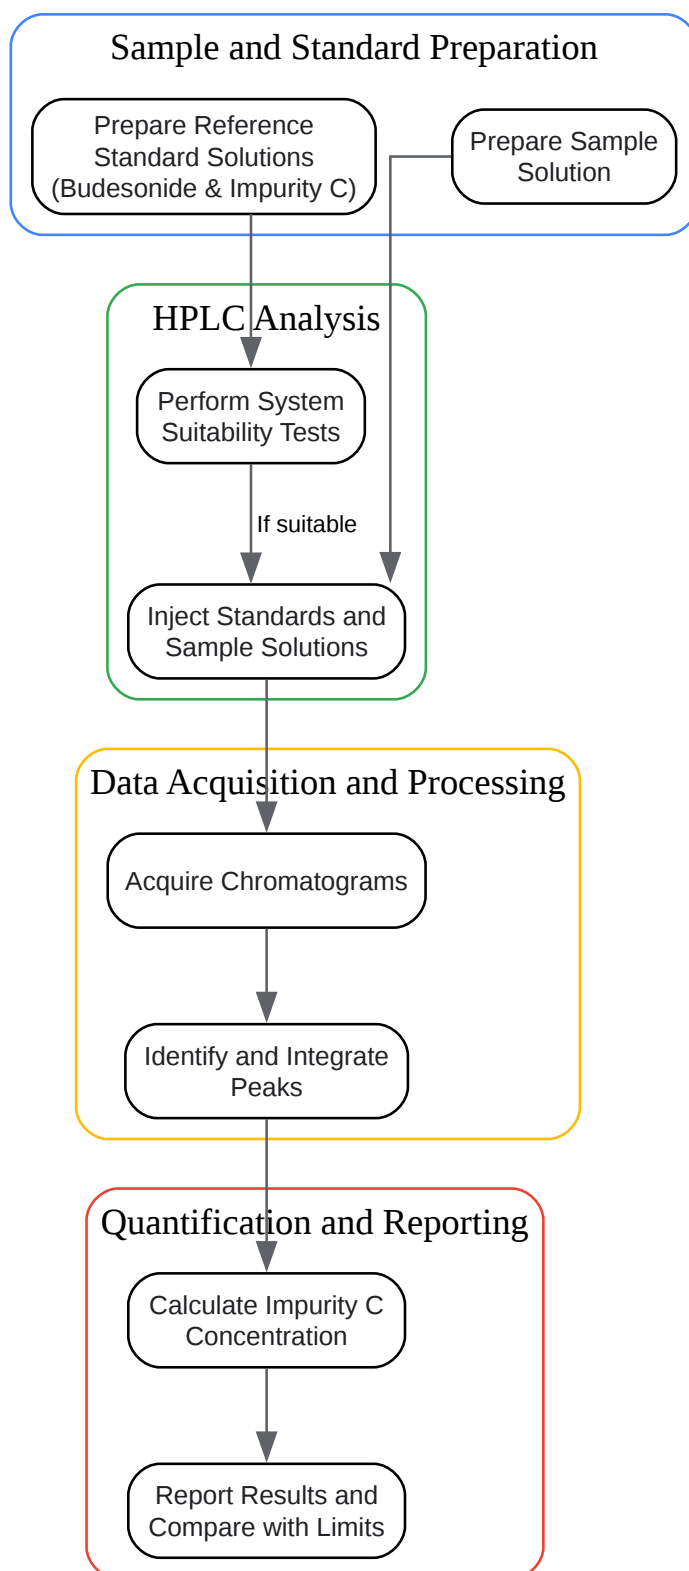 Sample and Standard Preparation
Prepare Reference
Standard Solutions
(Budesonide & Impurity C)
Prepare Sample
Solution
HPLC Analysis
Perform System
Suitability Tests
If suitable
Inject Standards and
Sample Solutions
Data Acquisition and Processing
Acquire Chromatograms
Identify and Integrate
Peaks
Quantification and Reporting
Calculate Impurity C
Concentration
Report Results and
Compare with Limits